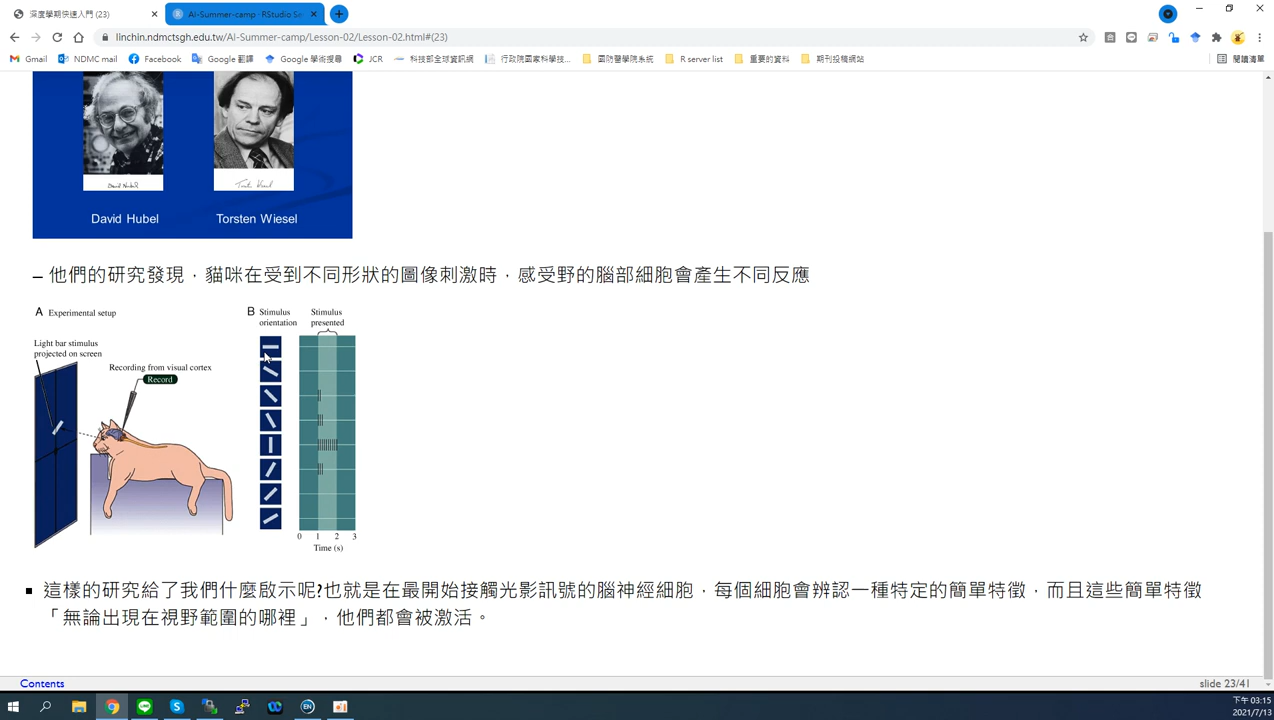 深度學期快速入門 (23)
AI-Summer-camp - RStudio Se
linchin.ndmctsgh.edu.tw/AI-Summer-camp/Lesson-02/Lesson-02.html#(23)
Gmail
NDMC mail
Facebook
Google 翻譯
Google 學術搜尋
JCR
科技部全球資訊網
行政院國家科學技...
國防醫學院系統
R server list
重要的資料
期刊投稿網站
閱讀清單
David Hubel
Torsten Wiesel
– 他們的研究發現，貓咪在受到不同形狀的圖像刺激時，感受野的腦部細胞會產生不同反應
A Experimental setup
Light bar stimulus
projected on screen
Recording from visual cortex
Record
B Stimulus
orientation
Stimulus
presented
0 1 2 3
Time (s)
▪ 這樣的研究給了我們什麼啟示呢?也就是在最開始接觸光影訊號的腦神經細胞，每個細胞會辨認一種特定的簡單特徵，而且這些簡單特徵
「無論出現在視野範圍的哪裡」，他們都會被激活。
Contents
slide 23/41
下午 03:15
2021/7/13